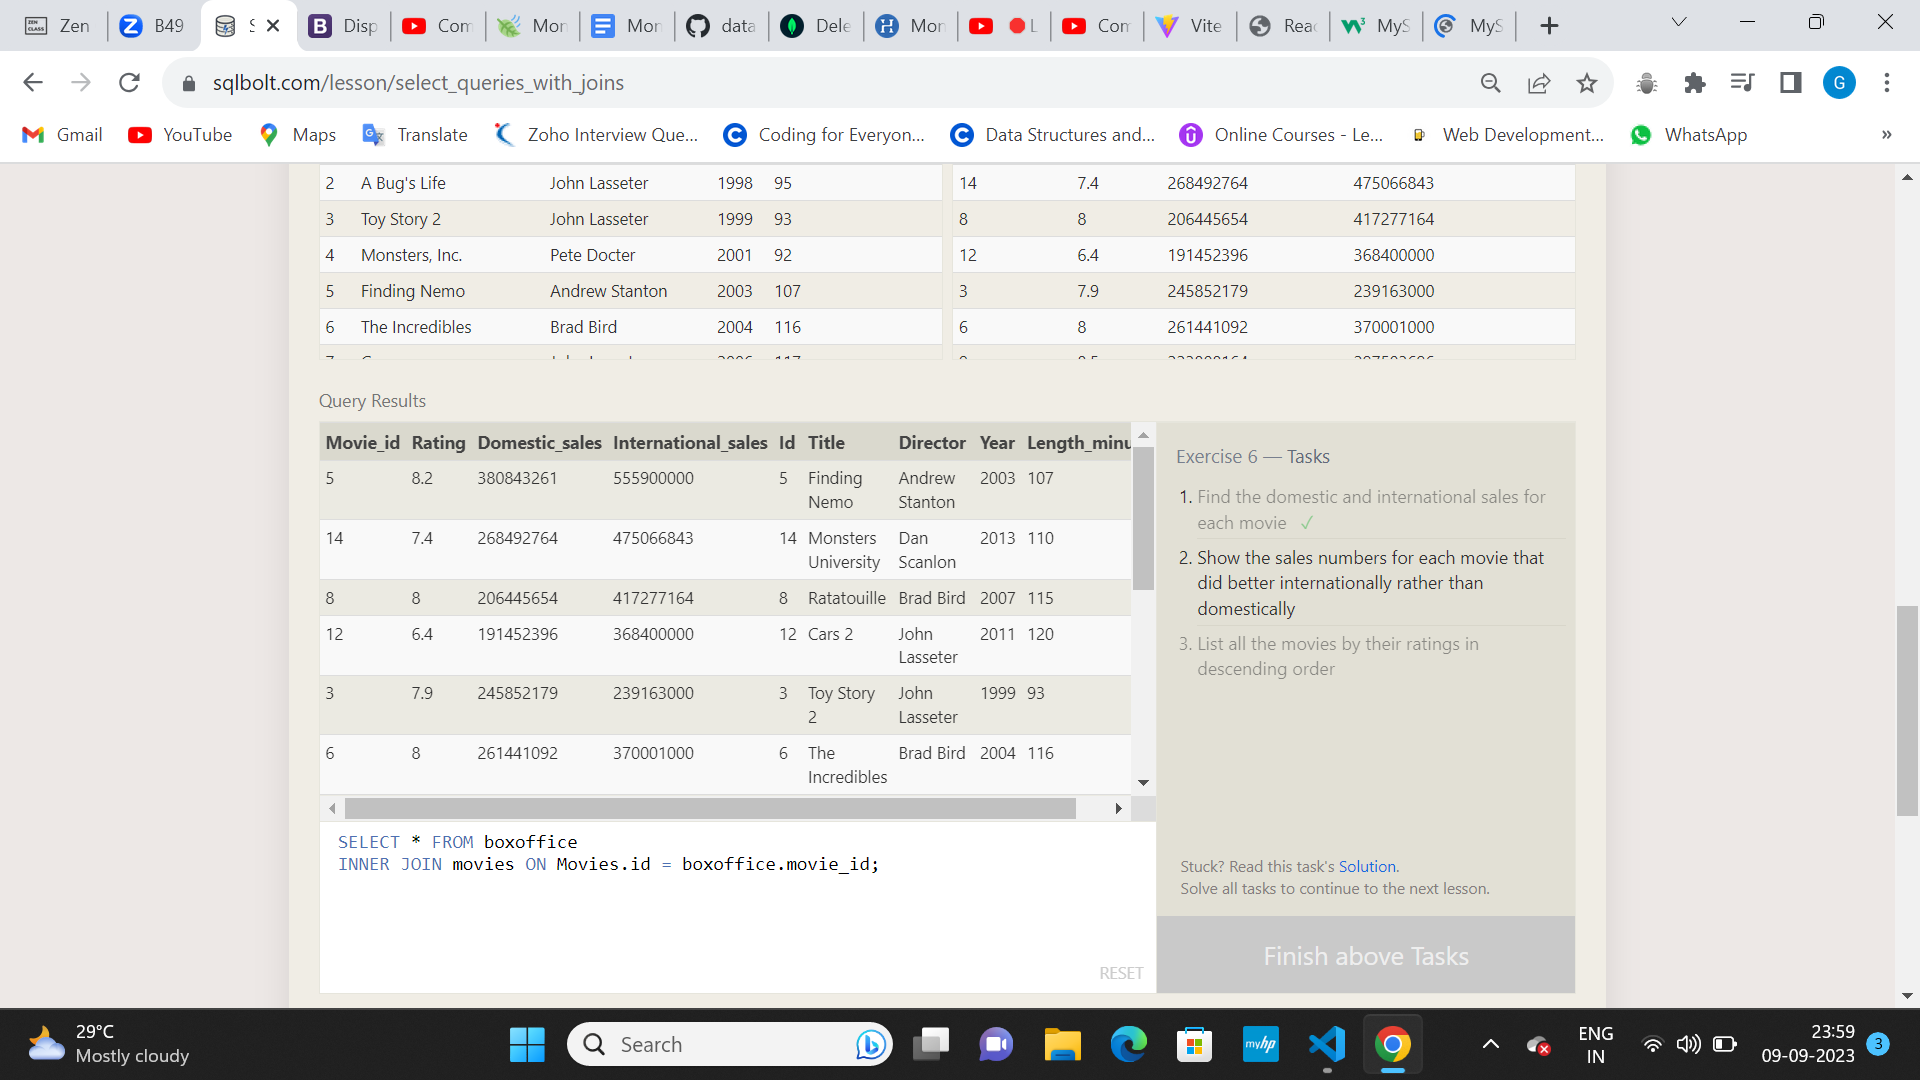 Zen
B49
S
Disp
Com
Mon
Mon
data
Dele
Mon
L
Com
Vite
Reac
MyS
MyS
sqlbolt.com/lesson/select_queries_with_joins
G
Gmail
YouTube
Maps
Translate
Zoho Interview Que...
Coding for Everyon...
Data Structures and...
Online Courses - Le...
Web Development...
WhatsApp
»
2 A Bug's Life John Lasseter 1998 95
3 Toy Story 2 John Lasseter 1999 93
4 Monsters, Inc. Pete Docter 2001 92
5 Finding Nemo Andrew Stanton 2003 107
6 The Incredibles Brad Bird 2004 116
14 7.4 268492764 475066843
8 8 206445654 417277164
12 6.4 191452396 368400000
3 7.9 245852179 239163000
6 8 261441092 370001000
Query Results
Movie_id Rating Domestic_sales International_sales Id Title Director Year Length_minu
5 8.2 380843261 555900000 5 Finding Andrew 2003 107
Nemo Stanton
14 7.4 268492764 475066843 14 Monsters Dan 2013 110
University Scanlon
8 8 206445654 417277164 8 Ratatouille Brad Bird 2007 115
12 6.4 191452396 368400000 12 Cars 2 John 2011 120
Lasseter
3 7.9 245852179 239163000 3 Toy Story John 1999 93
2 Lasseter
6 8 261441092 370001000 6 The Brad Bird 2004 116
Incredibles
SELECT * FROM boxoffice
INNER JOIN movies ON Movies.id = boxoffice.movie_id;
RESET
Exercise 6 — Tasks
1. Find the domestic and international sales for
each movie ✓
2. Show the sales numbers for each movie that
did better internationally rather than
domestically
3. List all the movies by their ratings in
descending order
Stuck? Read this task's Solution.
Solve all tasks to continue to the next lesson.
Finish above Tasks
29°C
Mostly cloudy
Search
myhp
ENG
IN
23:59
09-09-2023
3